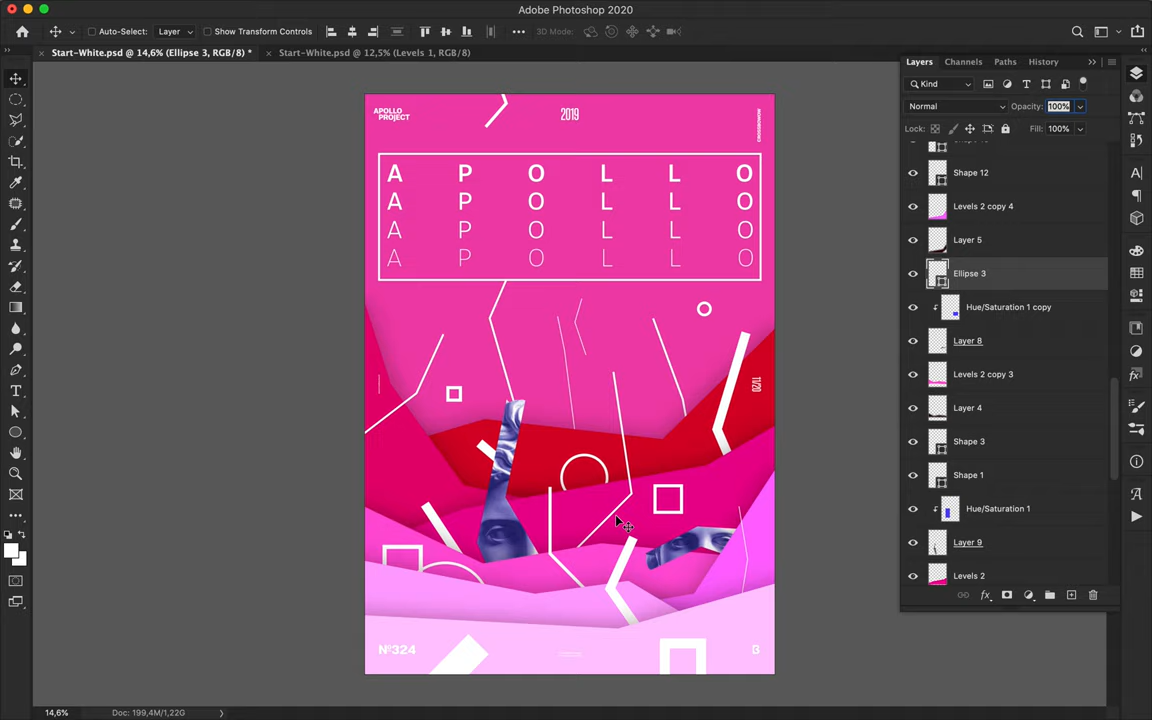 Adobe Photoshop 2020
Auto-Select: Layer Show Transform Controls 3D Mode:
Start-White.psd @ 14,6% (Ellipse 3, RGB/8) * Start-White.psd @ 12,5% (Levels 1, RGB/8)
Layers Channels Paths History
Kind
Normal Opacity: 100%
Lock: Fill: 100%
Shape 12
Levels 2 copy 4
Layer 5
Ellipse 3
Hue/Saturation 1 copy
Layer 8
Levels 2 copy 3
Layer 4
Shape 3
Shape 1
Hue/Saturation 1
Layer 9
Levels 2
APOLLO
PROJECT
2019
A P O L L O
A P O L L O
A P O L L O
A P O L L O
11/20
Nº324
14,6% Doc: 199,4M/1,22G